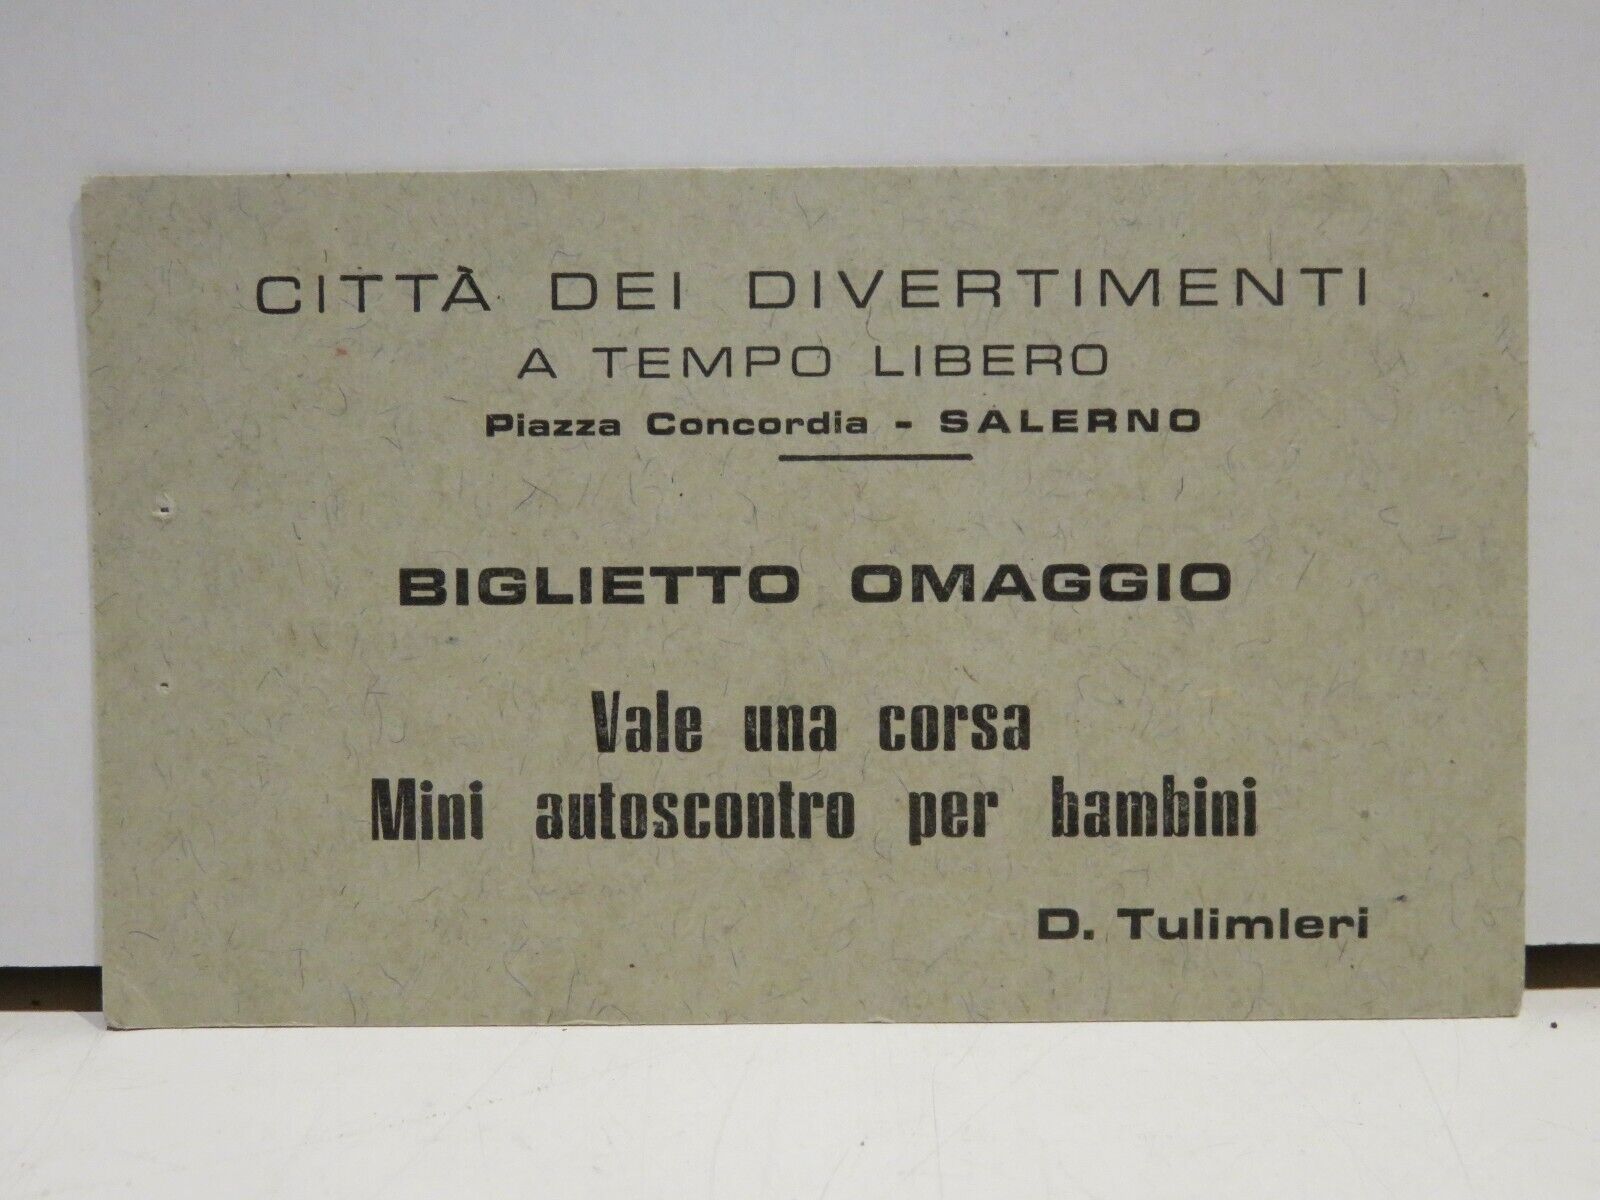 CITTÀ DEI DIVERTIMENTI
A TEMPO LIBERO
Piazza Concordia - SALERNO
BIGLIETTO OMAGGIO
Vale una corsa
Mini autoscontro per bambini
D. Tulimleri